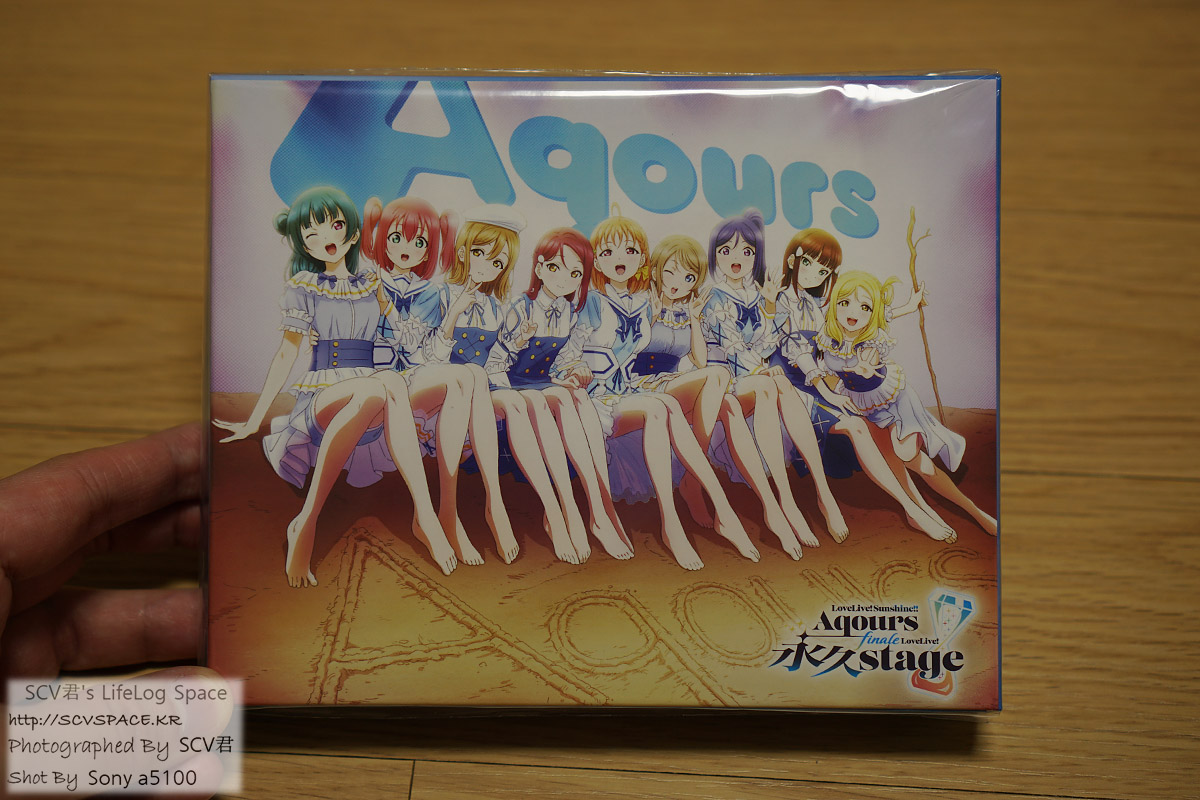 Aqours
Aqours
LoveLive! Sunshine!!
Aqours
finale LoveLive!
永久stage
SCV君's LifeLog Space
http://SCVSPACE.KR
Photographed By SCV君
Shot By Sony a5100